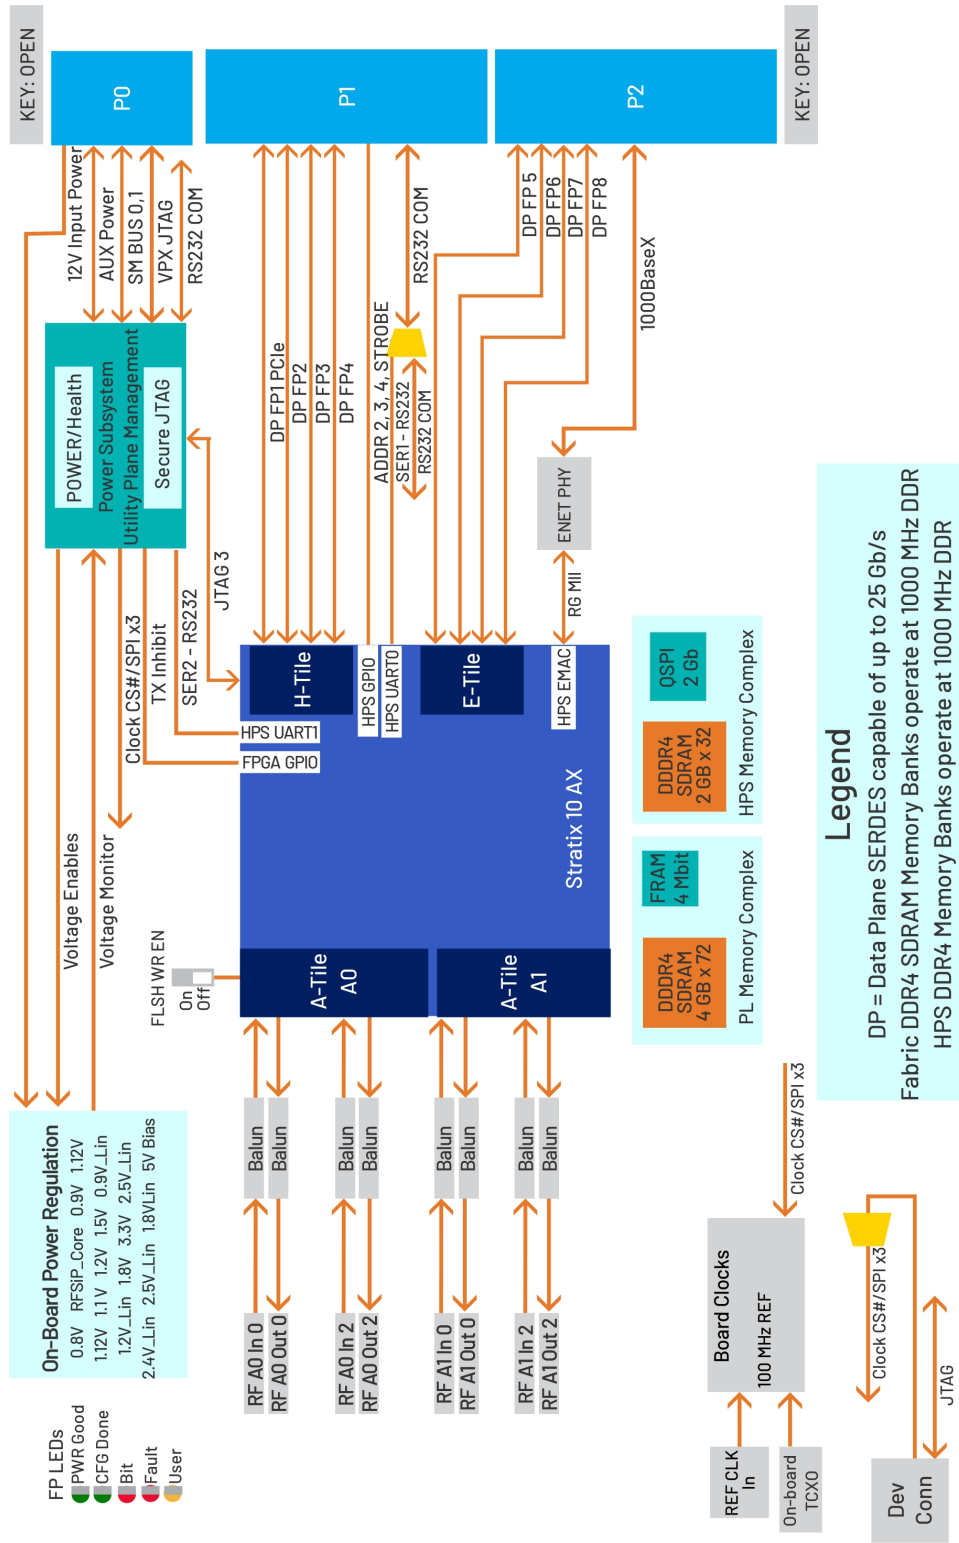 FP LEDs
PWR Good
CFG Done
Bit
Fault
User
On-Board Power Regulation
0.8V RFSiP_Core 0.9V 1.12V
1.12V 1.1V 1.2V 1.5V 0.9V_Lin
1.2V_Lin 1.8V 3.3V 2.5V_Lin
2.4V_Lin 2.5V_Lin 1.8VLin 5V Bias
Voltage Enables
Voltage Monitor
Clock CS#/SPI x3
TX Inhibit
SER2 - RS232
JTAG 3
POWER/Health
Power Subsystem
Utility Plane Management
Secure JTAG
12V Input Power
AUX Power
SM BUS 0,1
VPX JTAG
RS232 COM
KEY: OPEN
P0
P1
P2
KEY: OPEN
FLSH WR EN
On
Off
RF A0 In 0
RF A0 Out 0
RF A0 In 2
RF A0 Out 2
RF A1 In 0
RF A1 Out 0
RF A1 In 2
RF A1 Out 2
Balun
Balun
Balun
Balun
Balun
Balun
Balun
Balun
A-Tile
A0
A-Tile
A1
Stratix 10 AX
HPS UART1
FPGA GPIO
H-Tile
HPS GPIO
HPS UART0
E-Tile
HPS EMAC
DP FP1 PCIe
DP FP2
DP FP3
DP FP4
ADDR 2, 3, 4, STROBE
SER1 - RS232
RS232 COM
RS232 COM
DP FP5
DP FP6
DP FP7
DP FP8
1000BaseX
ENET PHY
RG MII
DDDR4
SDRAM
4 GB x 72
FRAM
4 Mbit
PL Memory Complex
DDDR4
SDRAM
2 GB x 32
QSPI
2 Gb
HPS Memory Complex
REF CLK
In
On-board
TCXO
Board Clocks
100 MHz REF
Clock CS#/SPI x3
Dev
Conn
Clock CS#/SPI x3
JTAG
Legend
DP = Data Plane SERDES capable of up to 25 Gb/s
Fabric DDR4 SDRAM Memory Banks operate at 1000 MHz DDR
HPS DDR4 Memory Banks operate at 1000 MHz DDR